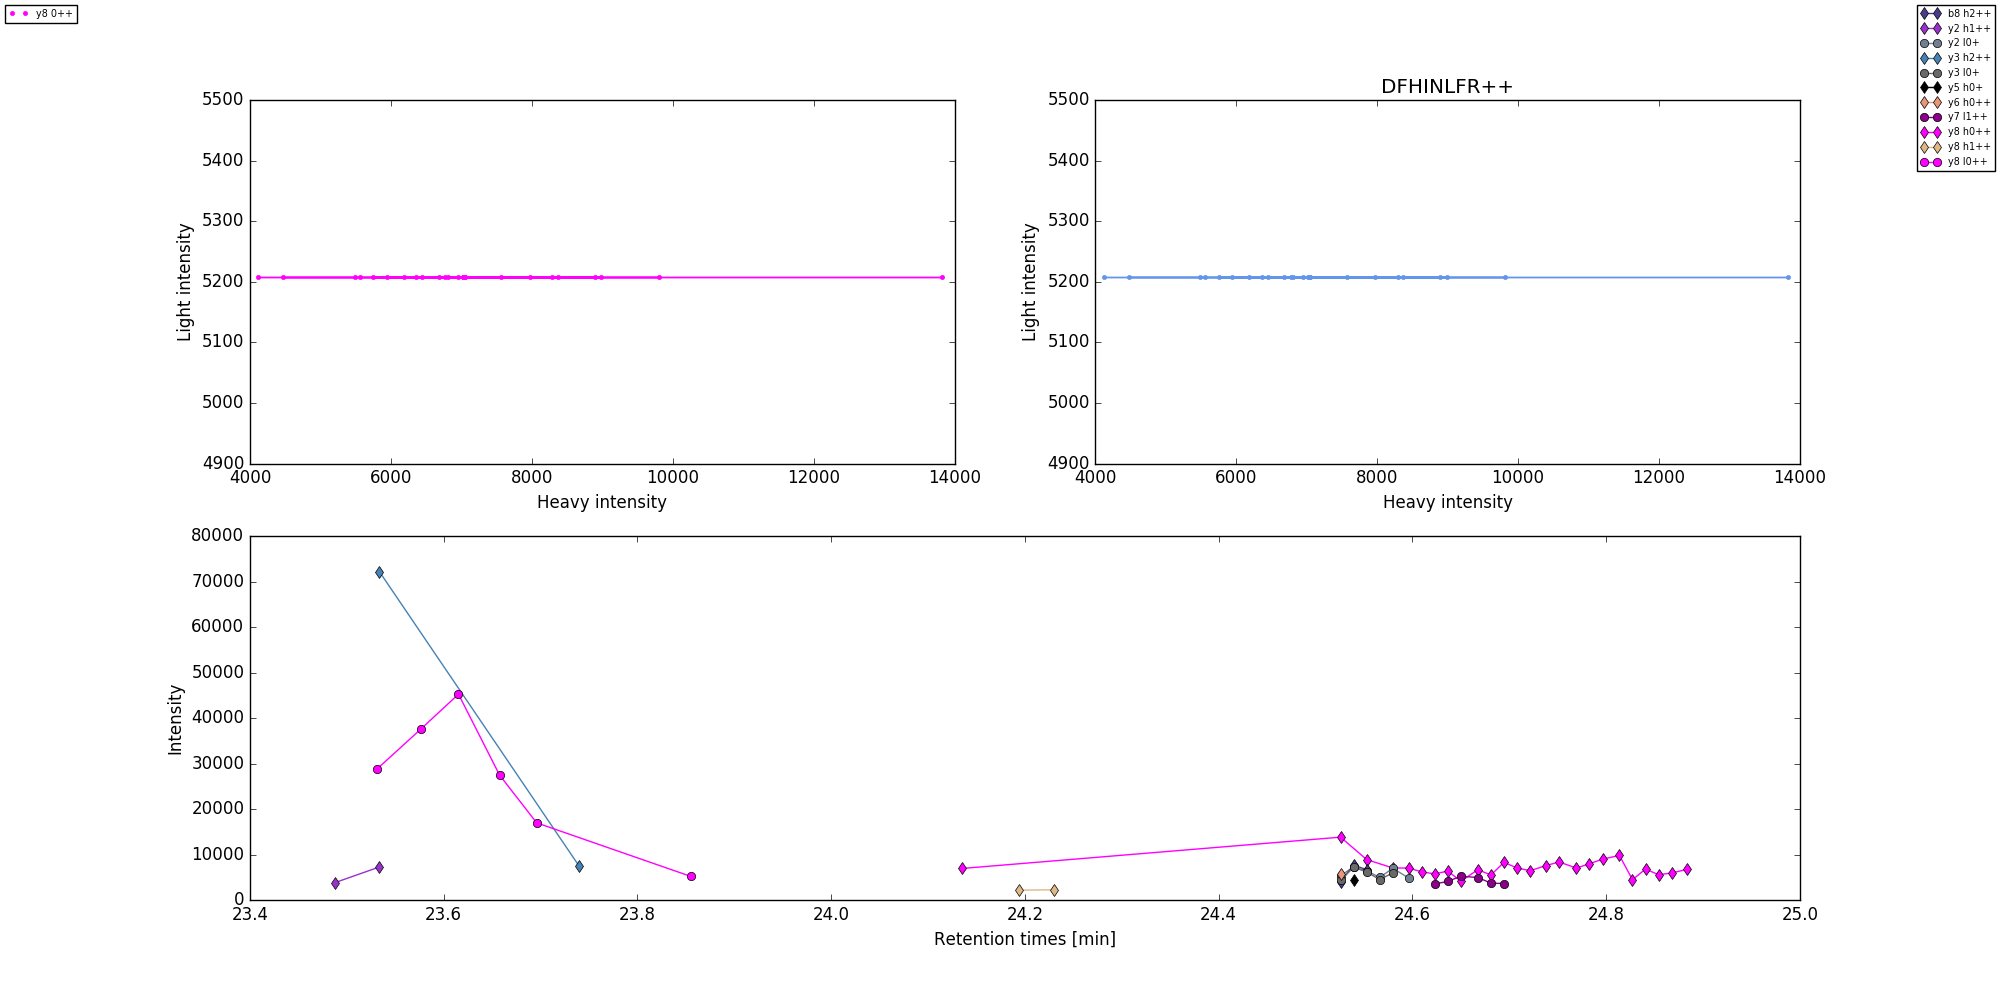 y8 0++
b8 h2++
y2 h1++
y2 l0+
y3 h2++
y3 l0+
y5 h0+
y6 h0++
y7 l1++
y8 h0++
y8 h1++
y8 l0++
5500
5400
5300
5200
5100
5000
4900
Light intensity
4000 6000 8000 10000 12000 14000
Heavy intensity
DFHINLFR++
5500
5400
5300
5200
5100
5000
4900
Light intensity
4000 6000 8000 10000 12000 14000
Heavy intensity
80000
70000
60000
50000
40000
30000
20000
10000
0
Intensity
23.4 23.6 23.8 24.0 24.2 24.4 24.6 24.8 25.0
Retention times [min]